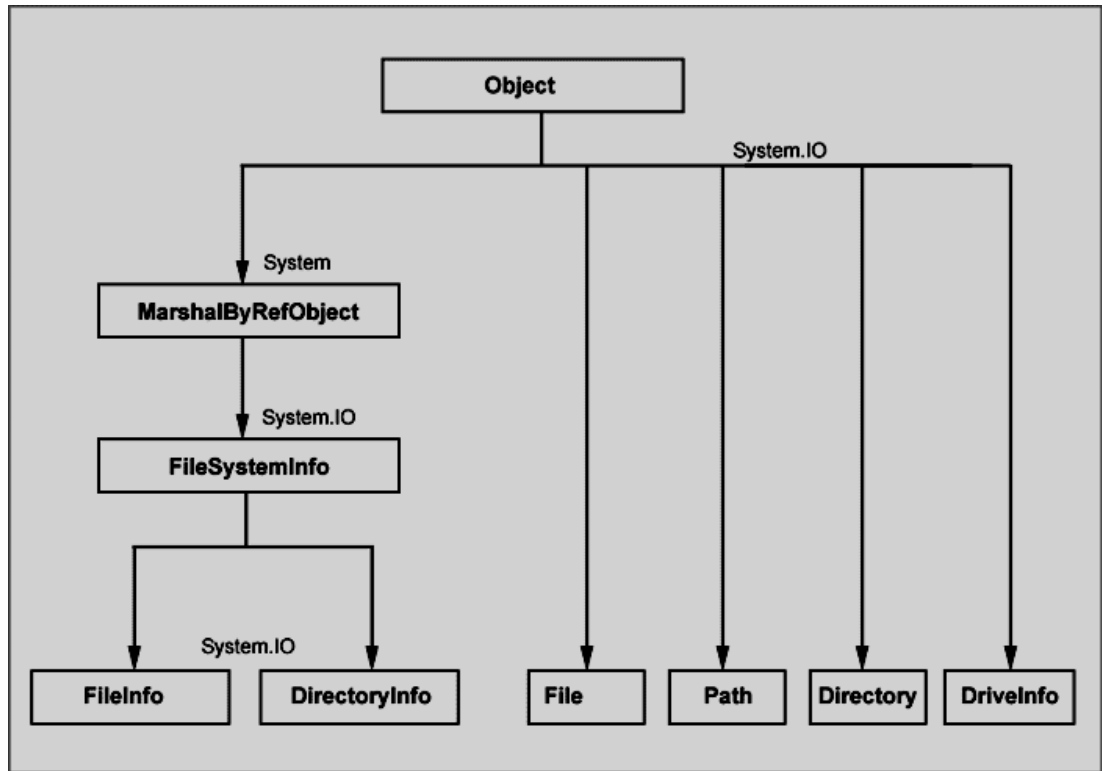 Object
System.IO
System
MarshalByRefObject
System.IO
FileSystemInfo
System.IO
FileInfo
DirectoryInfo
File
Path
Directory
DriveInfo